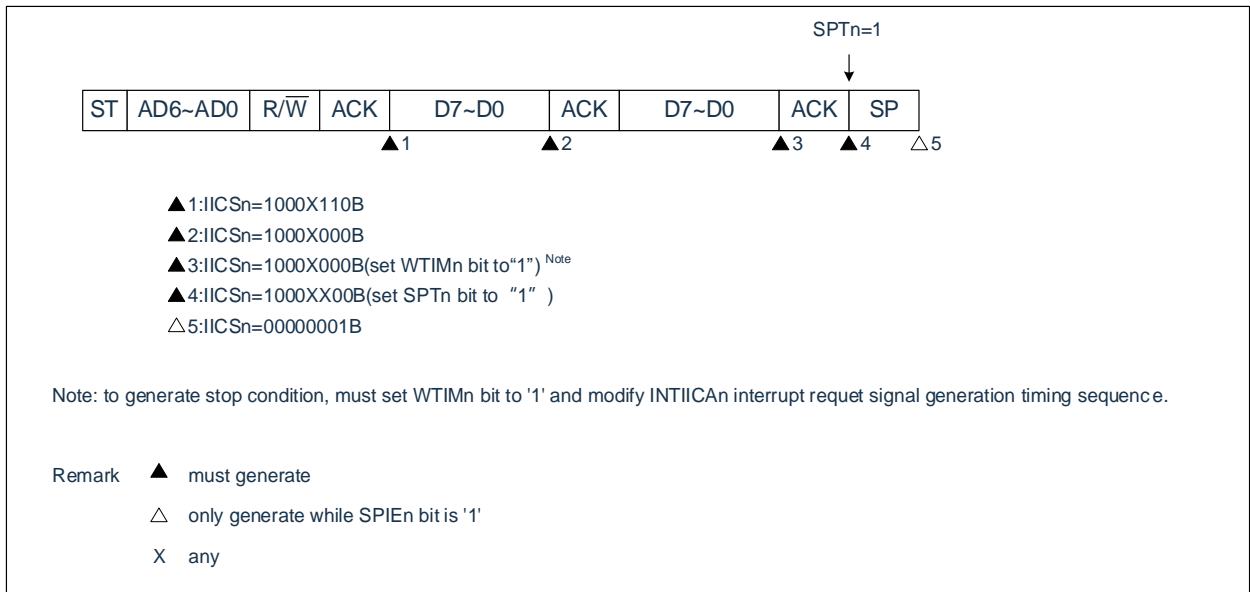 SPTn=1
ST AD6~AD0 R/W̅ ACK D7~D0 ACK D7~D0 ACK SP
▲1 ▲2 ▲3 ▲4 △5
▲1:IICSn=1000X110B
▲2:IICSn=1000X000B
▲3:IICSn=1000X000B(set WTIMn bit to“1”) Note
▲4:IICSn=1000XX00B(set SPTn bit to “1” )
△5:IICSn=00000001B
Note: to generate stop condition, must set WTIMn bit to '1' and modify INTIICAn interrupt requet signal generation timing sequence.
Remark ▲ must generate
△ only generate while SPIEn bit is '1'
X any